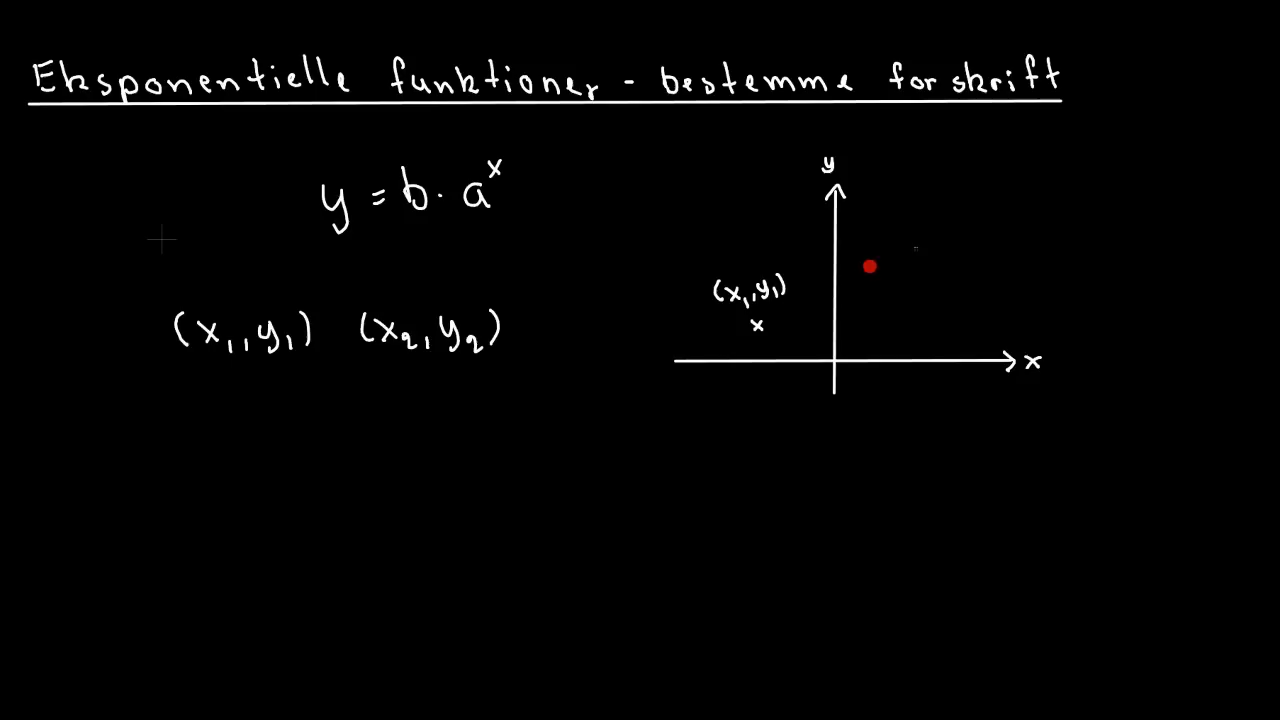 Eksponentielle funktioner - bestemme forskrift
y = b · a^x
y
(x₁, y₁)
x
(x₁, y₁) (x₂, y₂)
x